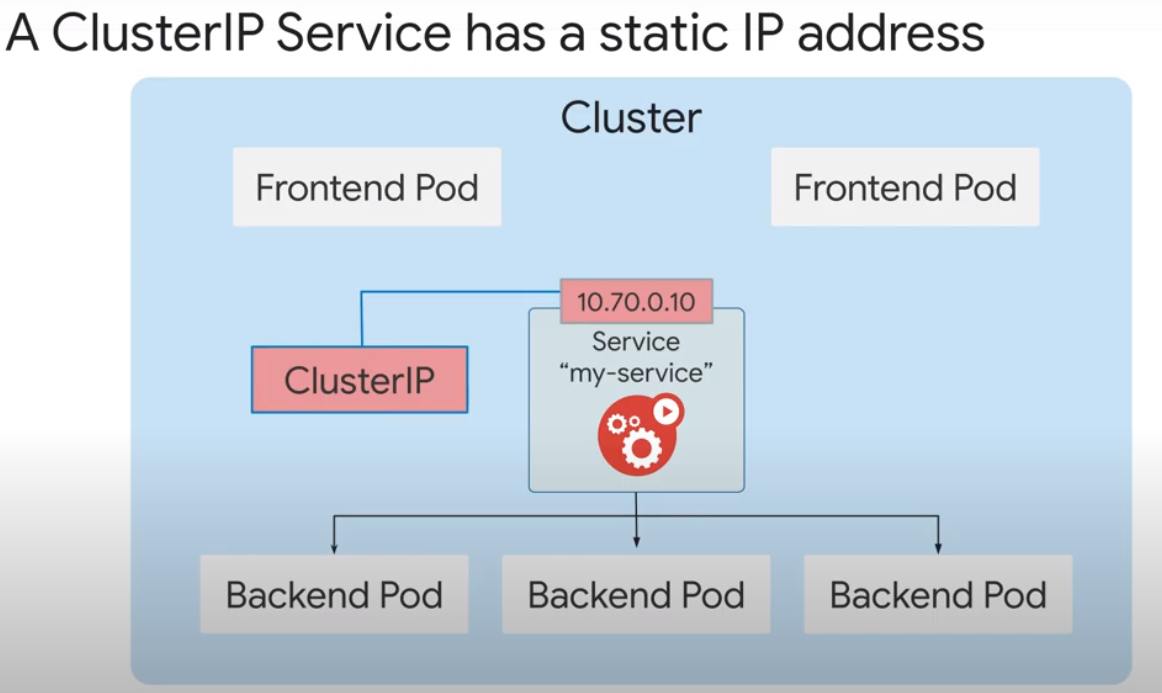 A ClusterIP Service has a static IP address
Cluster
Frontend Pod
Frontend Pod
10.70.0.10
Service
“my-service”
ClusterIP
Backend Pod
Backend Pod
Backend Pod